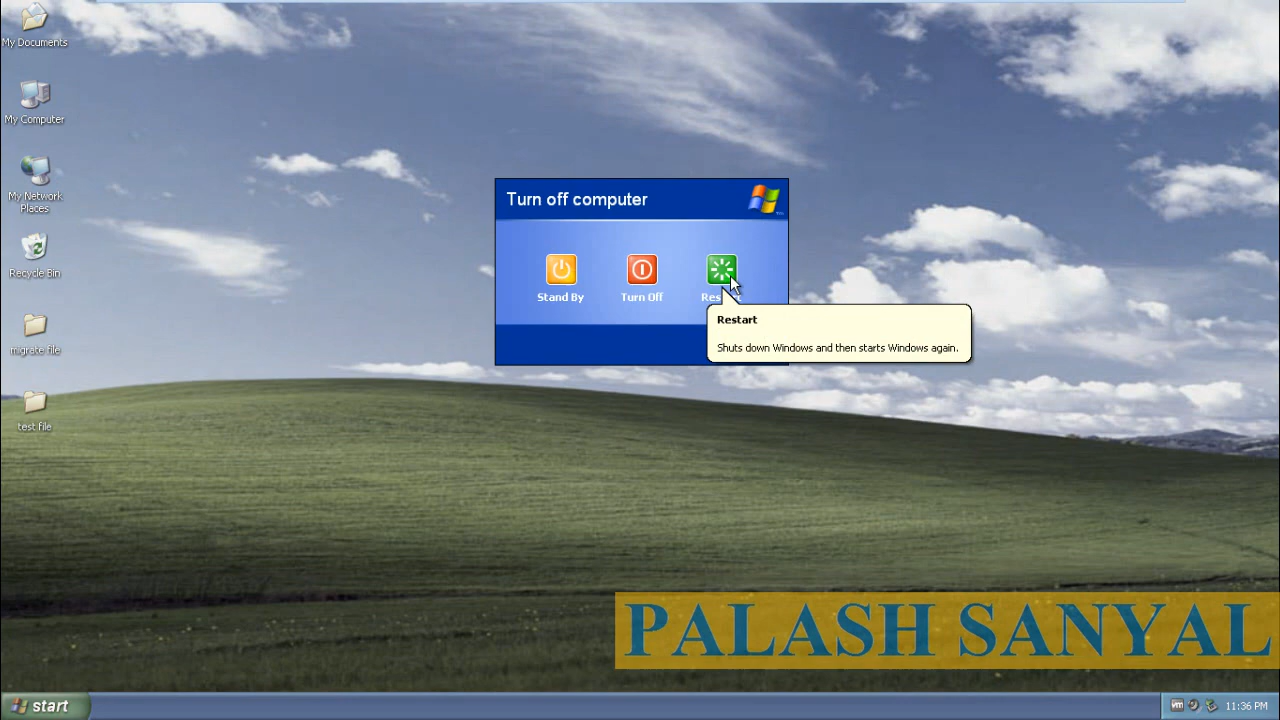 My Documents
My Computer
My Network
Places
Recycle Bin
migrate file
test file
Turn off computer
Stand By
Turn Off
Restart
Shuts down Windows and then starts Windows again.
PALASH SANYAL
start
vm
11:36 PM